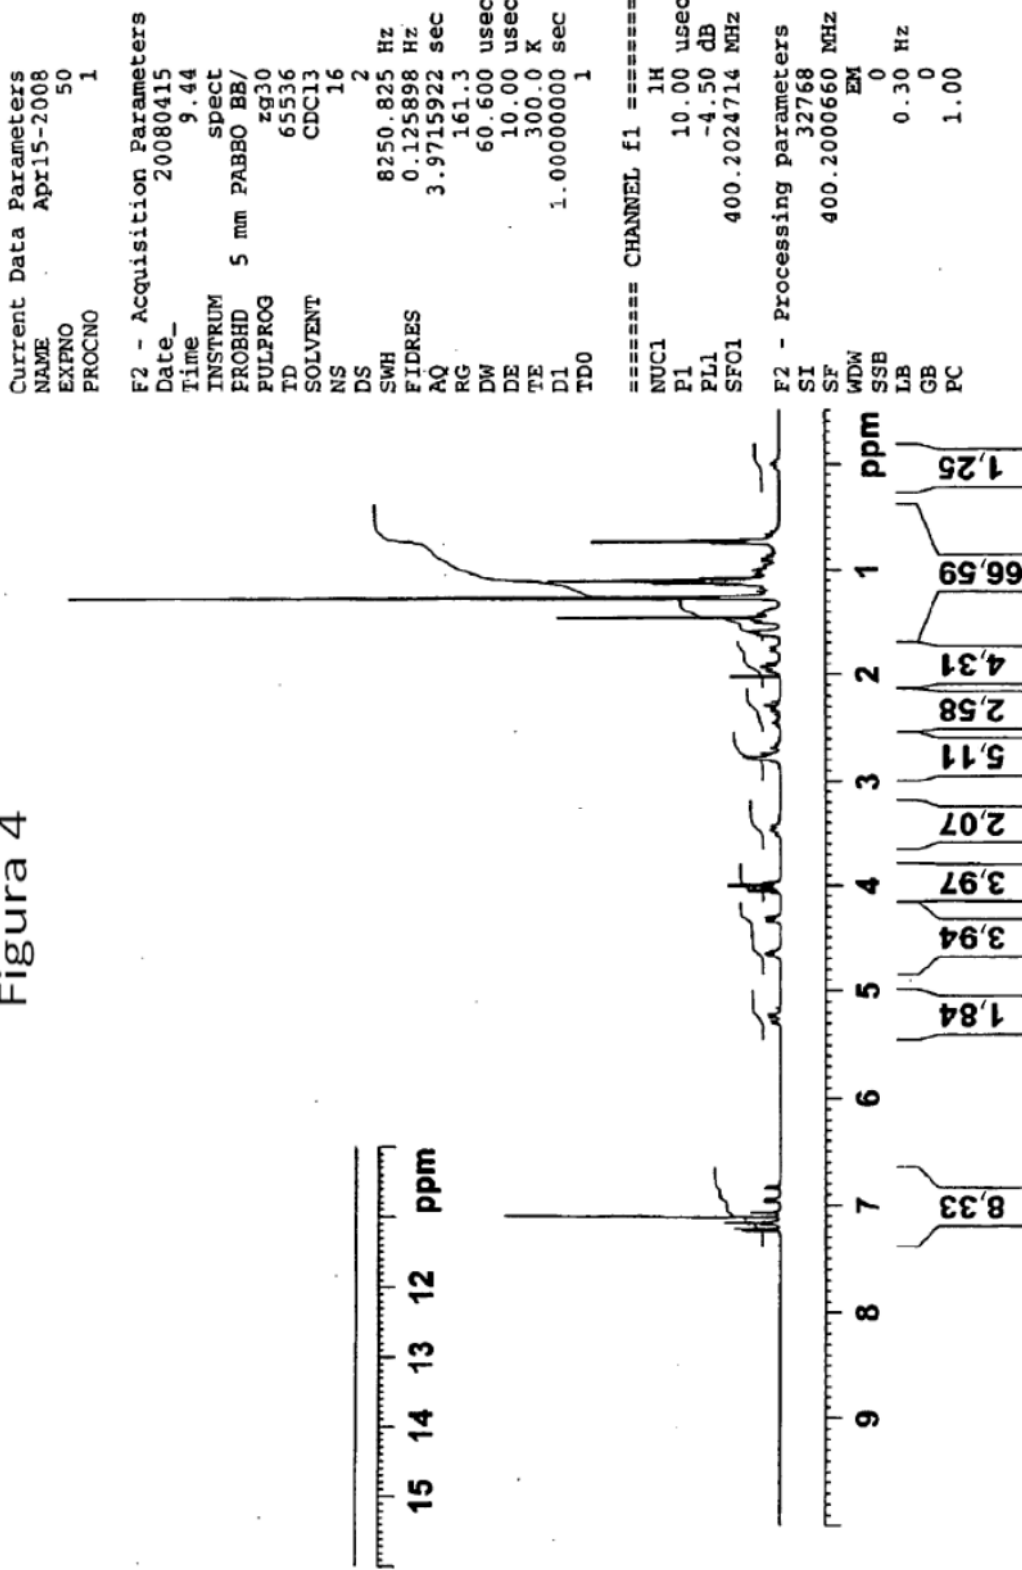 Figura 4
Current Data Parameters
NAME Apr15-2008
EXPNO 50
PROCNO 1
F2 - Acquisition Parameters
Date_ 20080415
Time 9.44
INSTRUM spect
PROBHD 5 mm PABBO BB/
PULPROG zg30
TD 65536
SOLVENT CDCl3
NS 16
DS 2
SWH 8250.825 Hz
FIDRES 0.125898 Hz
AQ 3.9715922 sec
RG 161.3
DW 60.600 usec
DE 10.00 usec
TE 300.0 K
D1 1.00000000 sec
TD0 1
======= CHANNEL f1 =======
NUC1 1H
P1 10.00 usec
PL1 -4.50 dB
SFO1 400.2024714 MHz
F2 - Processing parameters
SI 32768
SF 400.2000660 MHz
WDW EM
SSB 0
LB 0.30 Hz
GB 0
PC 1.00
15 14 13 12 ppm
9 8 7 6 5 4 3 2 1 ppm
8,33 1,84 3,94 3,97 2,07 5,11 2,58 4,31 66,59 1,25